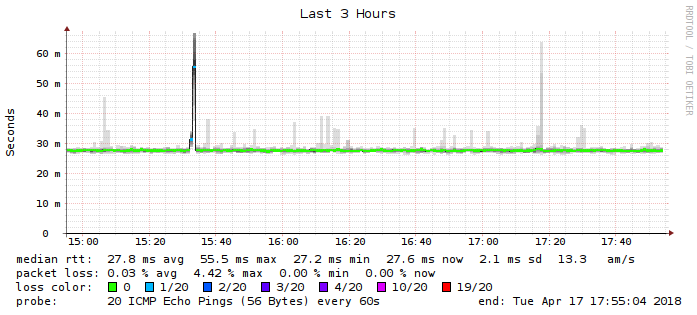 Last 3 Hours
RRDTOOL / TOBI OETIKER
Seconds
60 m
50 m
40 m
30 m
20 m
10 m
0
15:00 15:20 15:40 16:00 16:20 16:40 17:00 17:20 17:40
median rtt: 27.8 ms avg 55.5 ms max 27.2 ms min 27.6 ms now 2.1 ms sd 13.3 am/s
packet loss: 0.03 % avg 4.42 % max 0.00 % min 0.00 % now
loss color: 0 1/20 2/20 3/20 4/20 10/20 19/20
probe: 20 ICMP Echo Pings (56 Bytes) every 60s end: Tue Apr 17 17:55:04 2018